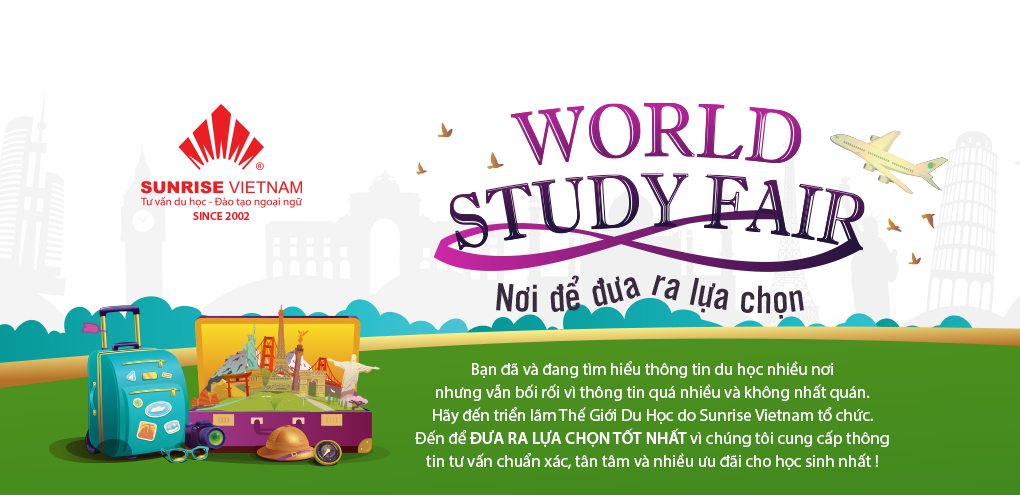 SUNRISE VIETNAM
Tư vấn du học - Đào tạo ngoại ngữ
SINCE 2002
WORLD
STUDY FAIR
Nơi để đưa ra lựa chọn
Bạn đã và đang tìm hiểu thông tin du học nhiều nơi
nhưng vẫn bối rối vì thông tin quá nhiều và không nhất quán.
Hãy đến triển lãm Thế Giới Du Học do Sunrise Vietnam tổ chức.
Đến để ĐƯA RA LỰA CHỌN TỐT NHẤT vì chúng tôi cung cấp thông
tin tư vấn chuẩn xác, tân tâm và nhiều ưu đãi cho học sinh nhất !